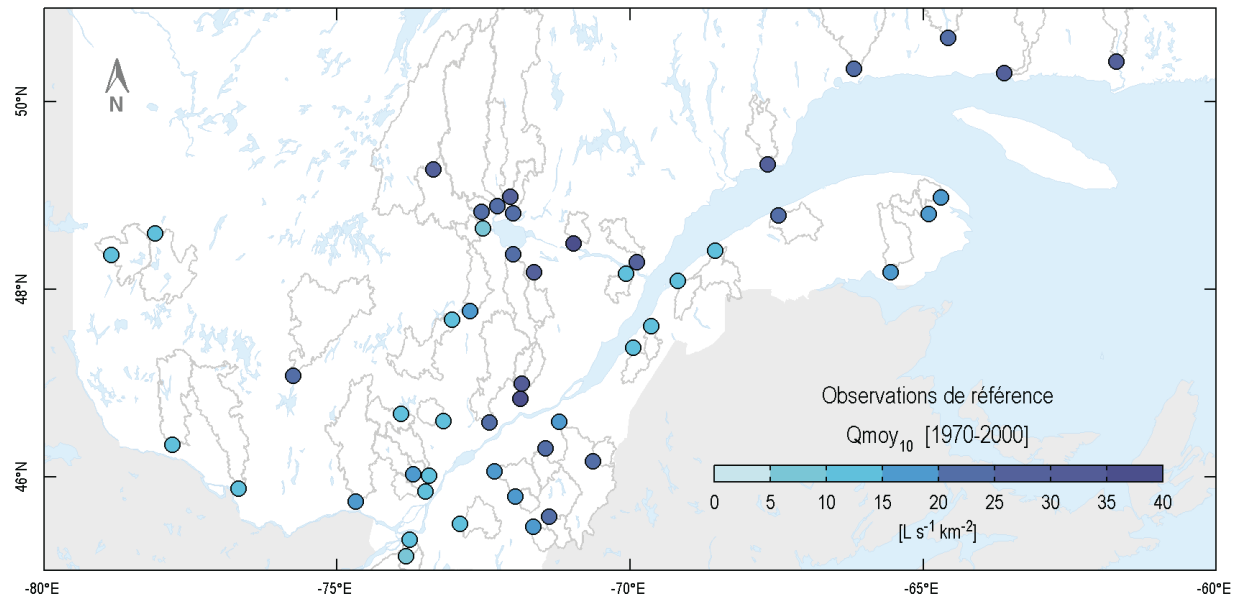 50°N
48°N
46°N
N
Observations de référence
Qmoy₁₀ [1970-2000]
0 5 10 15 20 25 30 35 40
[L s⁻¹ km⁻²]
-80°E -75°E -70°E -65°E -60°E